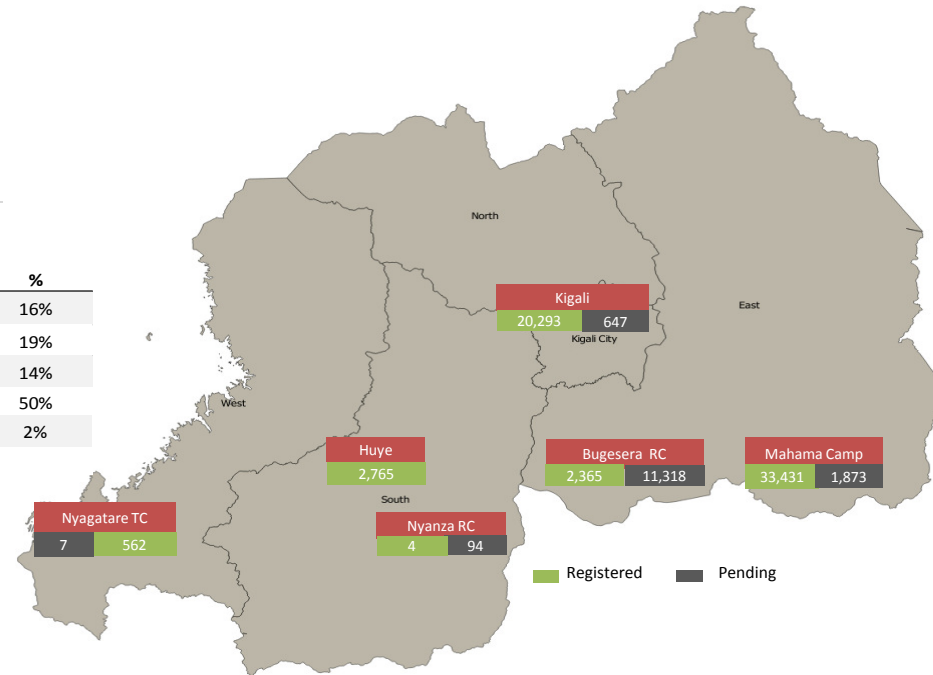 North
%
16%
Kigali
20,293 647
East
19%
Kigali City
14%
West
50%
2%
Huye
2,765
Bugesera RC
2,365 11,318
Mahama Camp
33,431 1,873
South
Nyagatare TC
7 562
Nyanza RC
4 94
Registered Pending